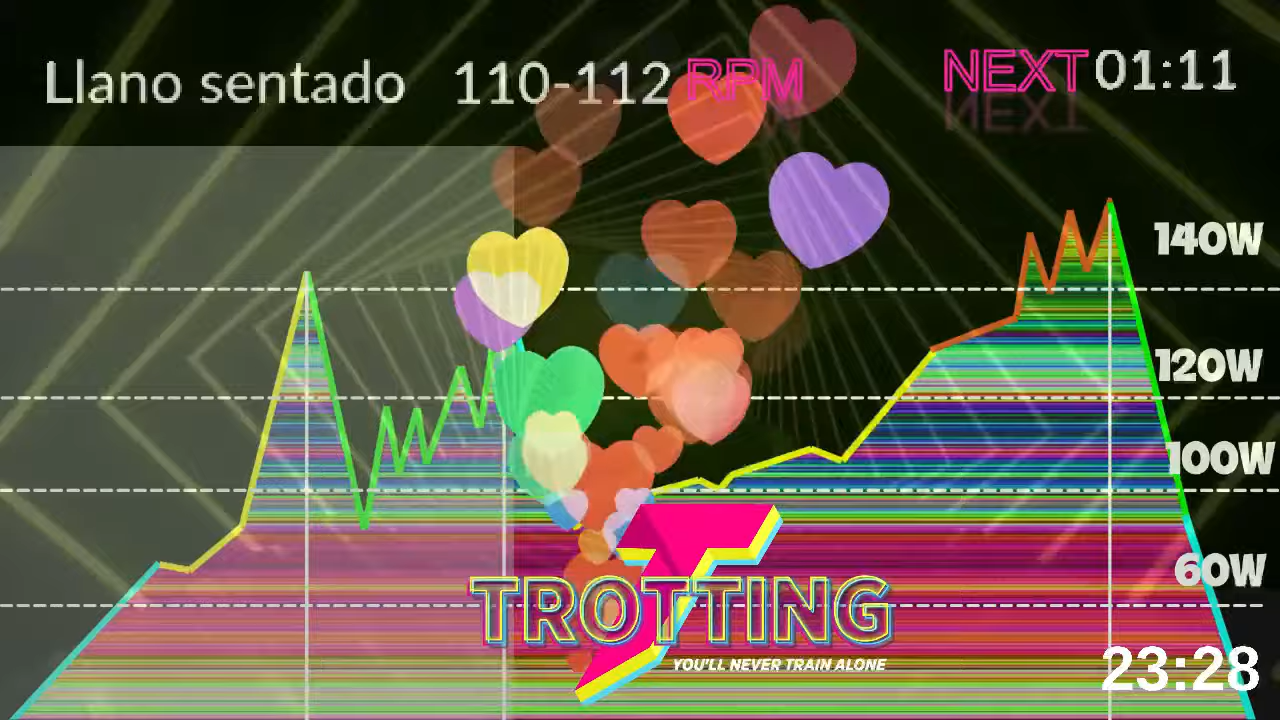 Llano sentado 110-112 RPM NEXT 01:11
140W
120W
100W
60W
TROTTING
YOU'LL NEVER TRAIN ALONE
23:28